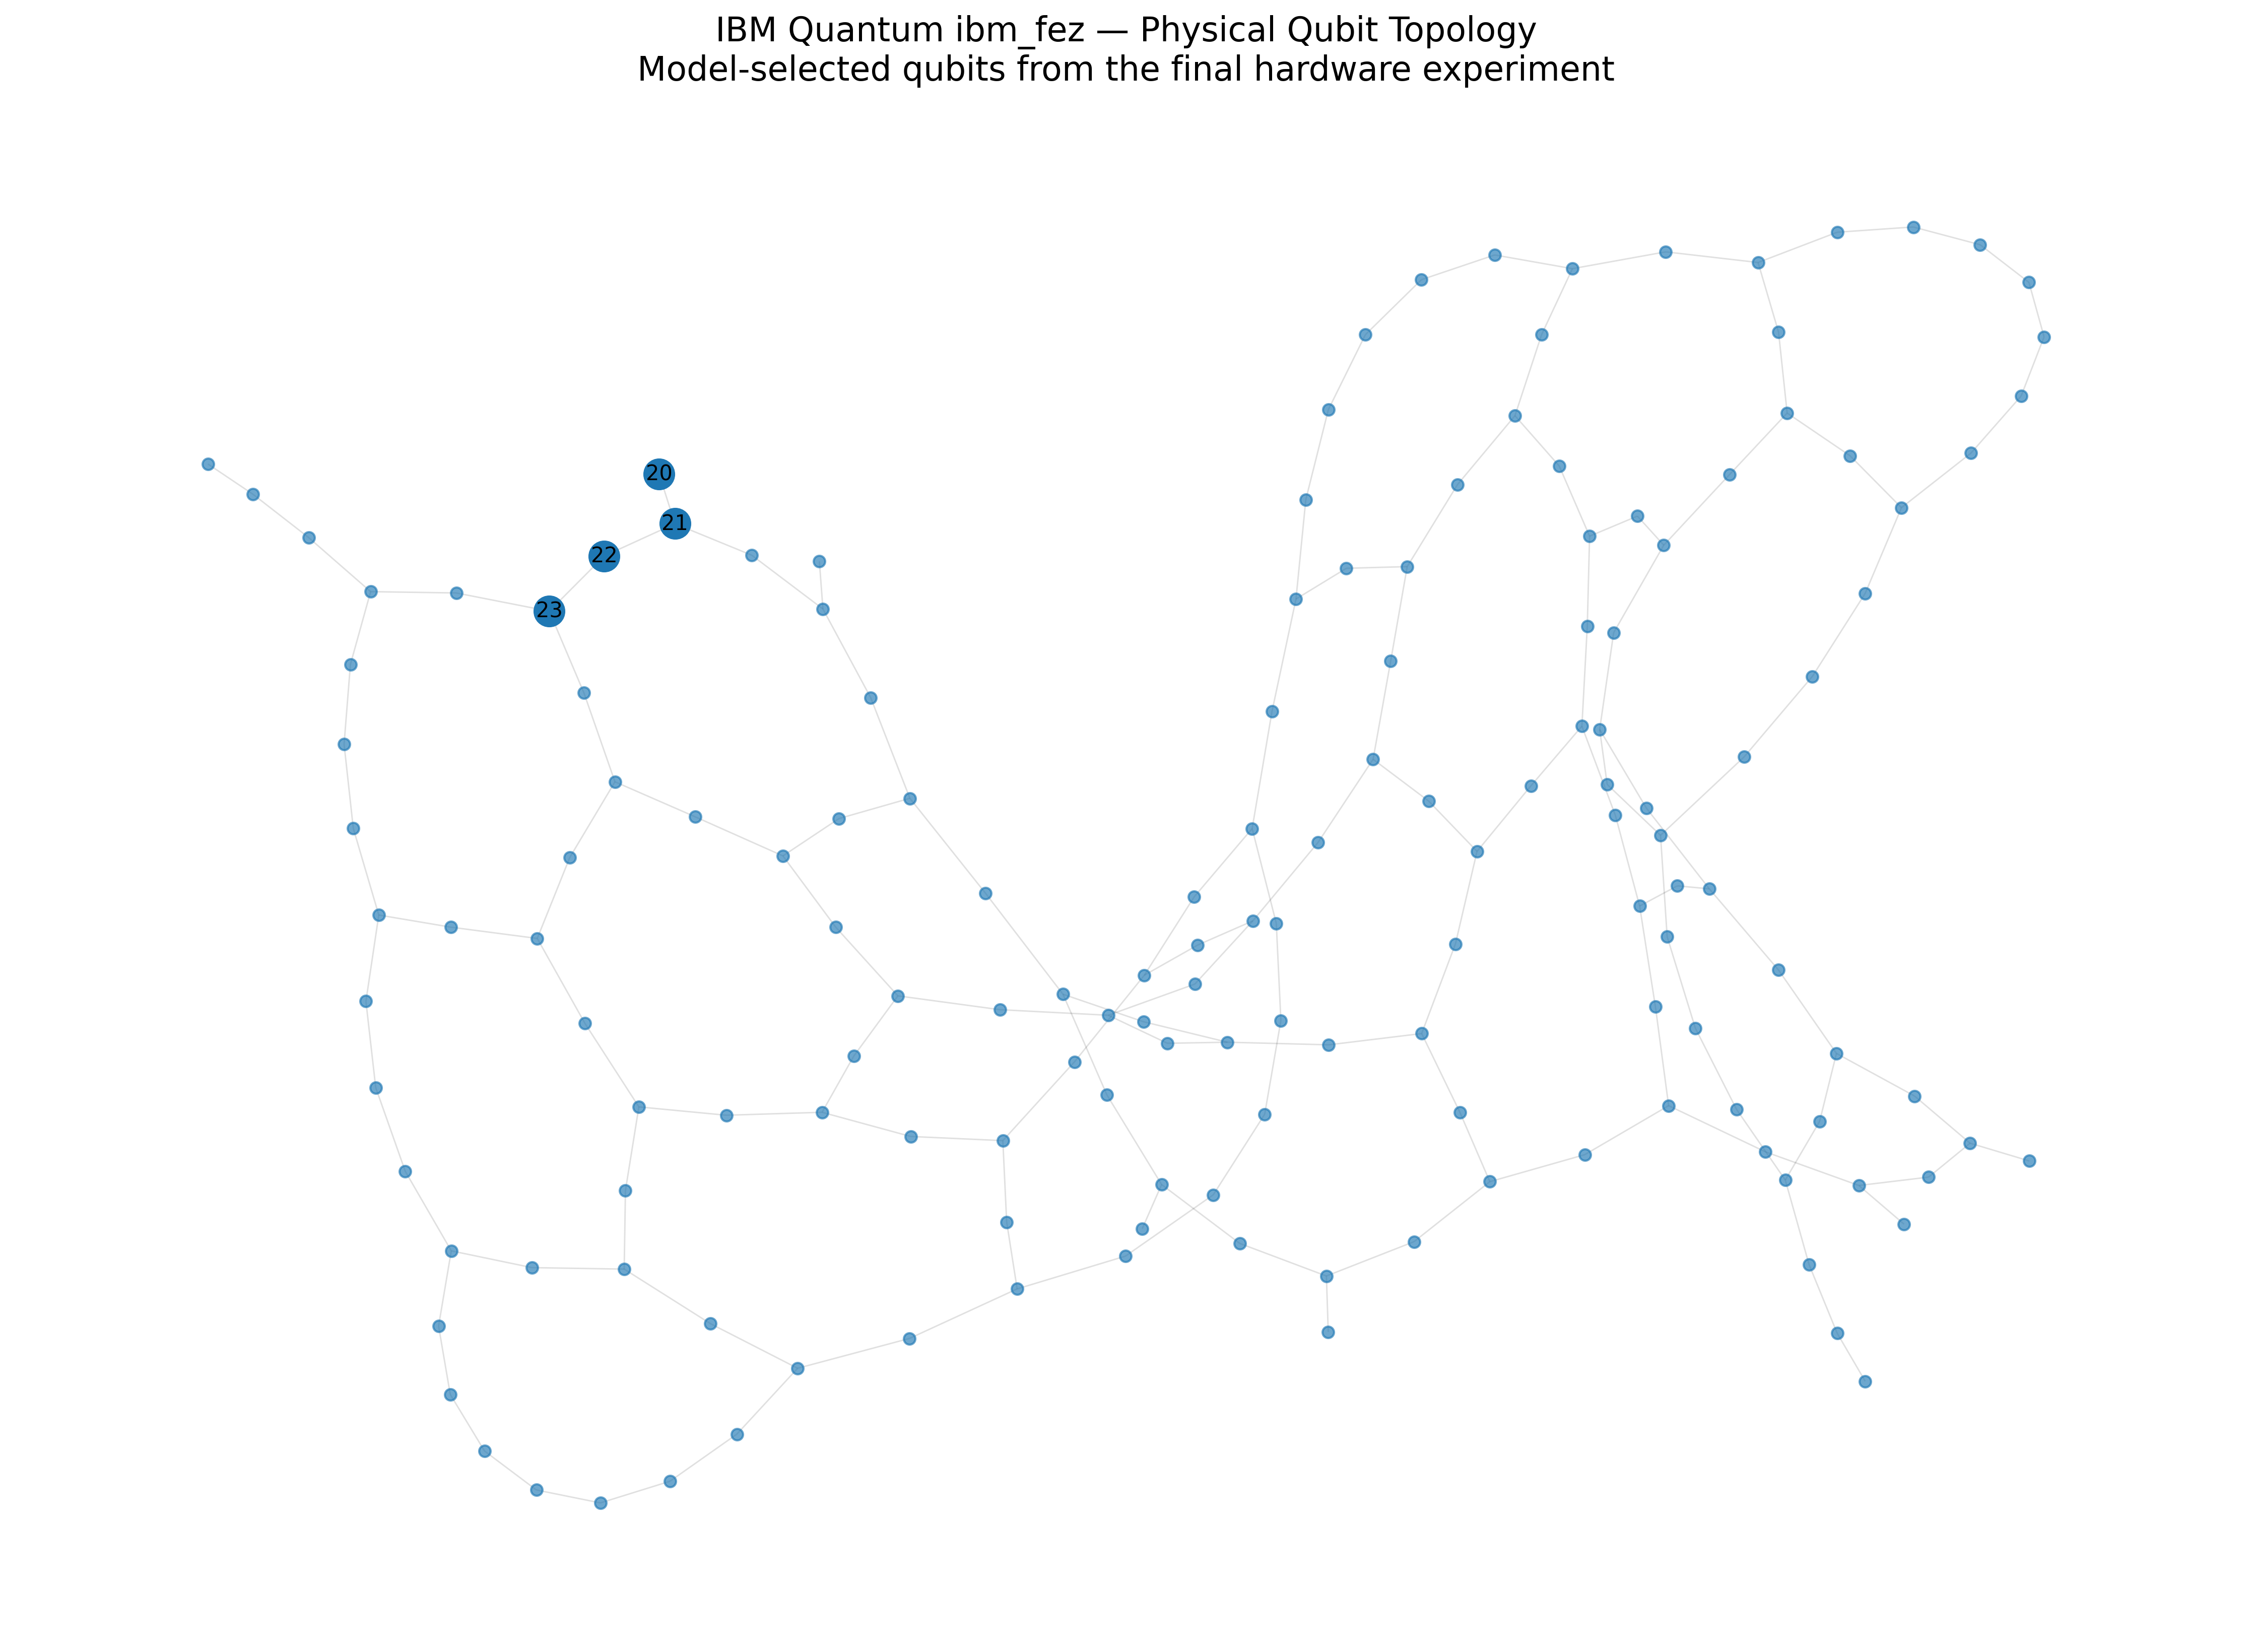 IBM Quantum ibm_fez — Physical Qubit Topology
Model-selected qubits from the final hardware experiment
20
21
22
23